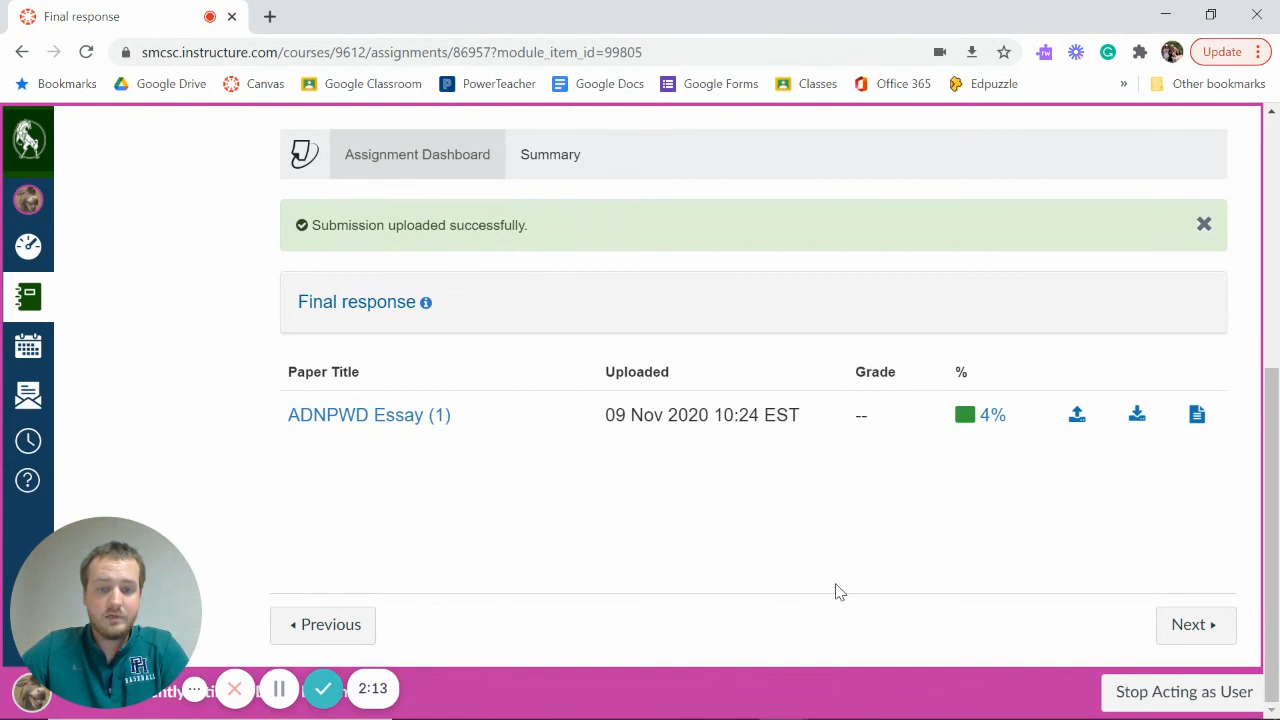 Final response
smcsc.instructure.com/courses/9612/assignments/86957?module_item_id=99805
Update
Bookmarks Google Drive Canvas Google Classroom PowerTeacher Google Docs Google Forms Classes Office 365 Edpuzzle » Other bookmarks
Assignment Dashboard Summary
Submission uploaded successfully.
Final response
Paper Title Uploaded Grade %
ADNPWD Essay (1) 09 Nov 2020 10:24 EST -- 4%
Previous Next
PH
BASEBALL
2:13
Stop Acting as User